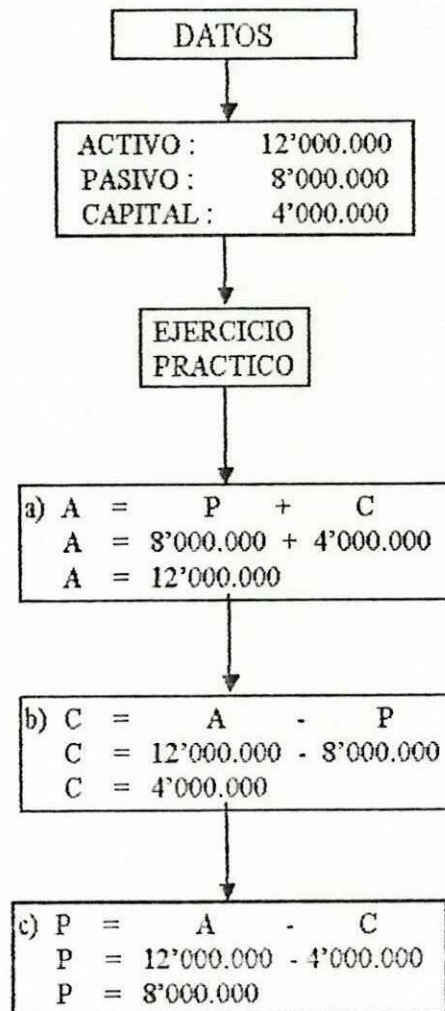 DATOS
ACTIVO : 12’000.000
PASIVO : 8’000.000
CAPITAL : 4’000.000
EJERCICIO
PRACTICO
a) A = P + C
A = 8’000.000 + 4’000.000
A = 12’000.000
b) C = A - P
C = 12’000.000 - 8’000.000
C = 4’000.000
c) P = A - C
P = 12’000.000 - 4’000.000
P = 8’000.000